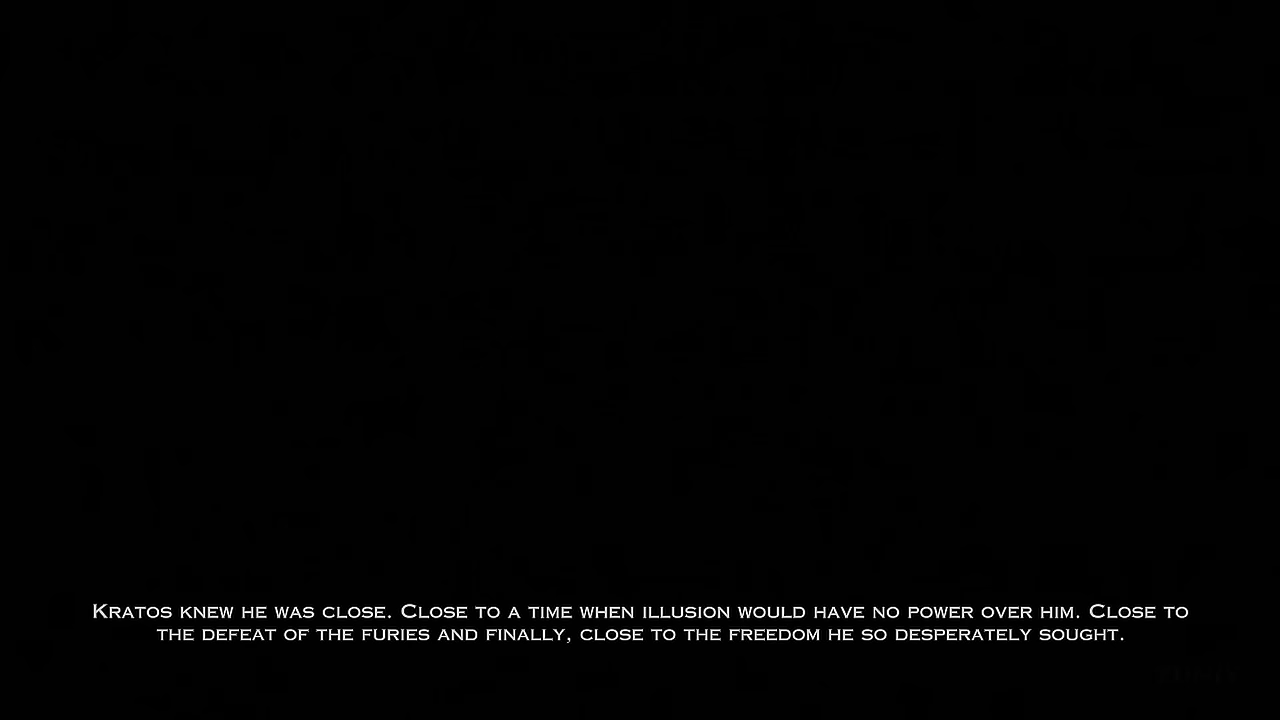 Kratos knew he was close. Close to a time when illusion would have no power over him. Close to
the defeat of the furies and finally, close to the freedom he so desperately sought.